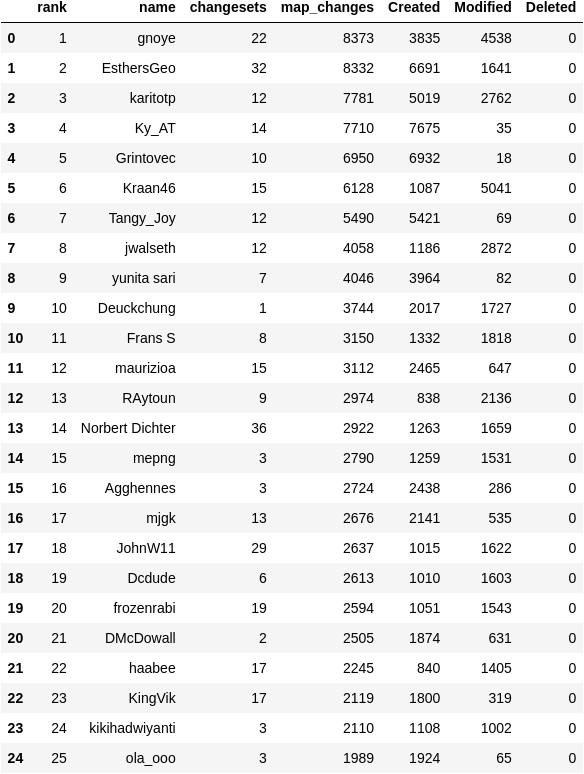 rank name changesets map_changes Created Modified Deleted
0 1 gnoye 22 8373 3835 4538 0
1 2 EsthersGeo 32 8332 6691 1641 0
2 3 karitotp 12 7781 5019 2762 0
3 4 Ky_AT 14 7710 7675 35 0
4 5 Grintovec 10 6950 6932 18 0
5 6 Kraan46 15 6128 1087 5041 0
6 7 Tangy_Joy 12 5490 5421 69 0
7 8 jwalseth 12 4058 1186 2872 0
8 9 yunita sari 7 4046 3964 82 0
9 10 Deuckchung 1 3744 2017 1727 0
10 11 Frans S 8 3150 1332 1818 0
11 12 maurizioa 15 3112 2465 647 0
12 13 RAytoun 9 2974 838 2136 0
13 14 Norbert Dichter 36 2922 1263 1659 0
14 15 mepng 3 2790 1259 1531 0
15 16 Agghennes 3 2724 2438 286 0
16 17 mjgk 13 2676 2141 535 0
17 18 JohnW11 29 2637 1015 1622 0
18 19 Dcdude 6 2613 1010 1603 0
19 20 frozenrabi 19 2594 1051 1543 0
20 21 DMcDowall 2 2505 1874 631 0
21 22 haabee 17 2245 840 1405 0
22 23 KingVik 17 2119 1800 319 0
23 24 kikihadwiyanti 3 2110 1108 1002 0
24 25 ola_ooo 3 1989 1924 65 0